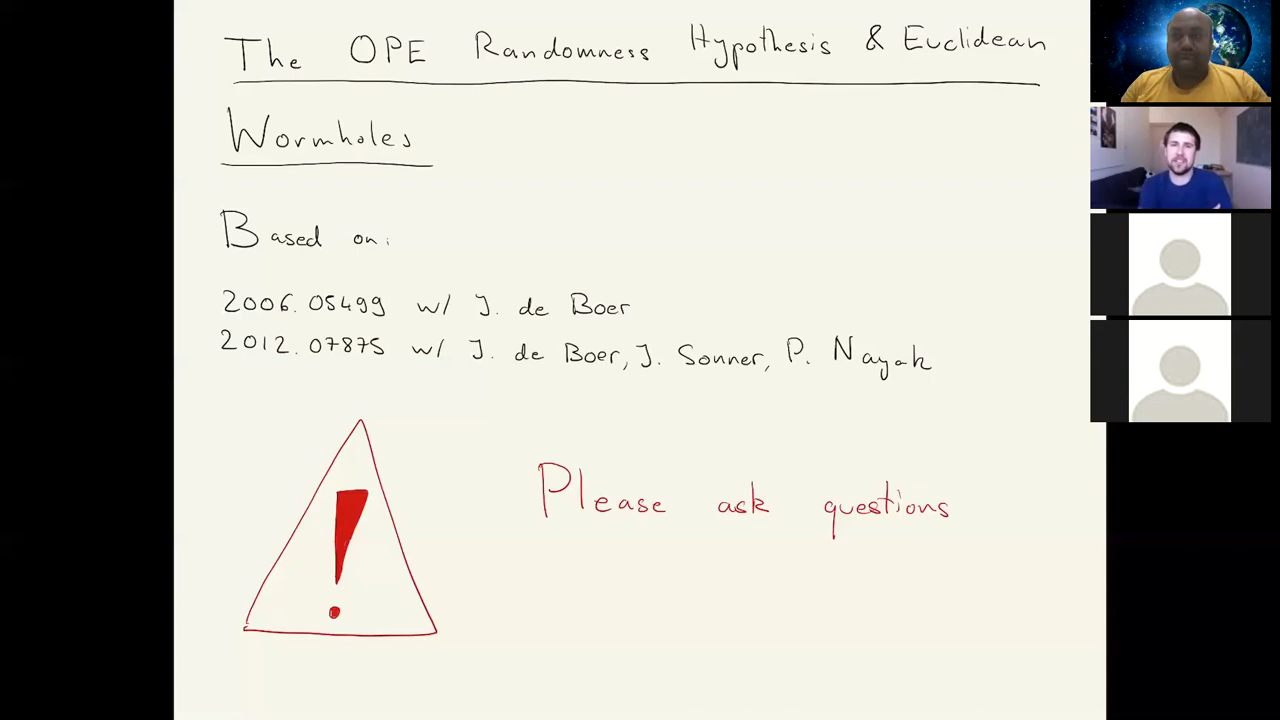 The OPE Randomness Hypothesis & Euclidean
Wormholes
Based on:
2006.05499 w/ J. de Boer
2012.07875 w/ J. de Boer, J. Sonner, P. Nayak
!
Please ask questions